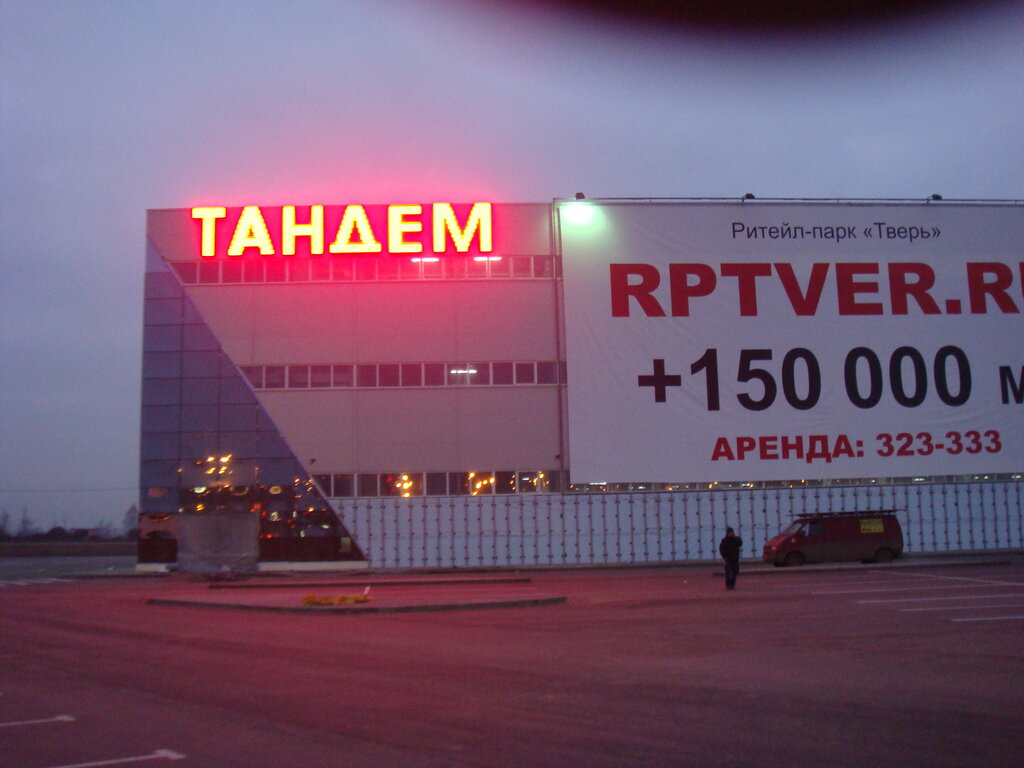 ТАНДЕМ
Ритейл-парк «Тверь»
RPTVER.R
+150 000 м
АРЕНДА: 323-333